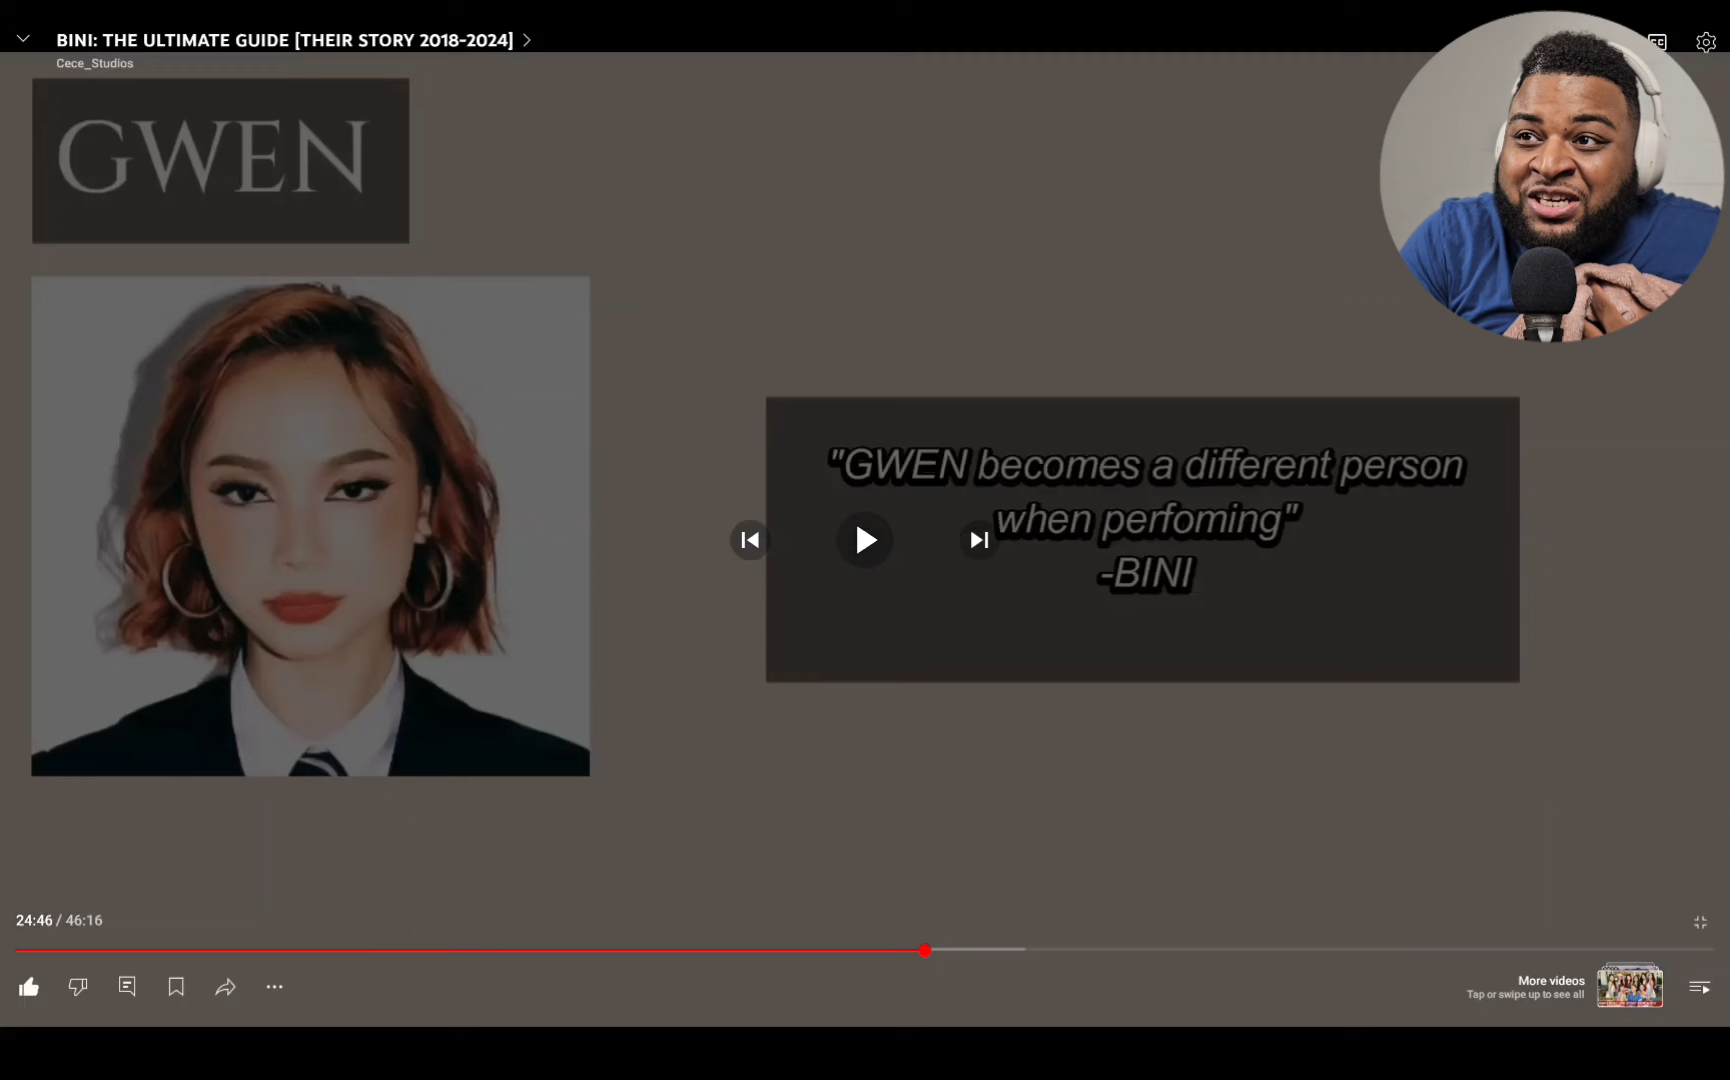 BINI: THE ULTIMATE GUIDE [THEIR STORY 2018-2024]
Cece_Studios
CC
GWEN
"GWEN becomes a different person
when perfoming"
-BINI
24:46 / 46:16
More videos
Tap or swipe up to see all